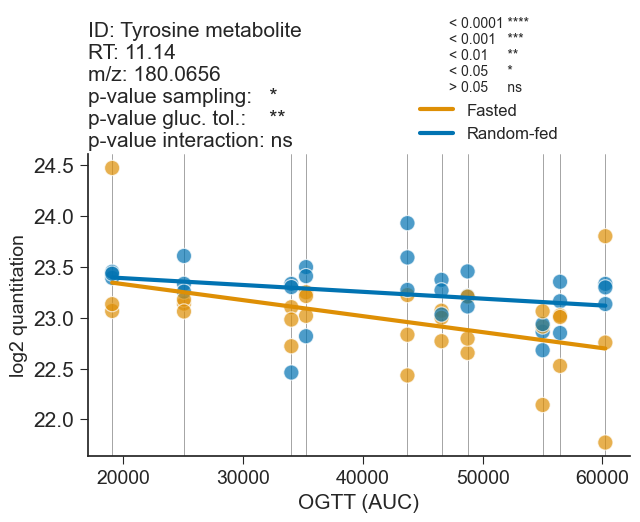 ID: Tyrosine metabolite
RT: 11.14
m/z: 180.0656
p-value sampling: *
p-value gluc. tol.: **
p-value interaction: ns
< 0.0001 ****
< 0.001 ***
< 0.01 **
< 0.05 *
> 0.05 ns
Fasted
Random-fed
log2 quantitation
24.5
24.0
23.5
23.0
22.5
22.0
20000 30000 40000 50000 60000
OGTT (AUC)